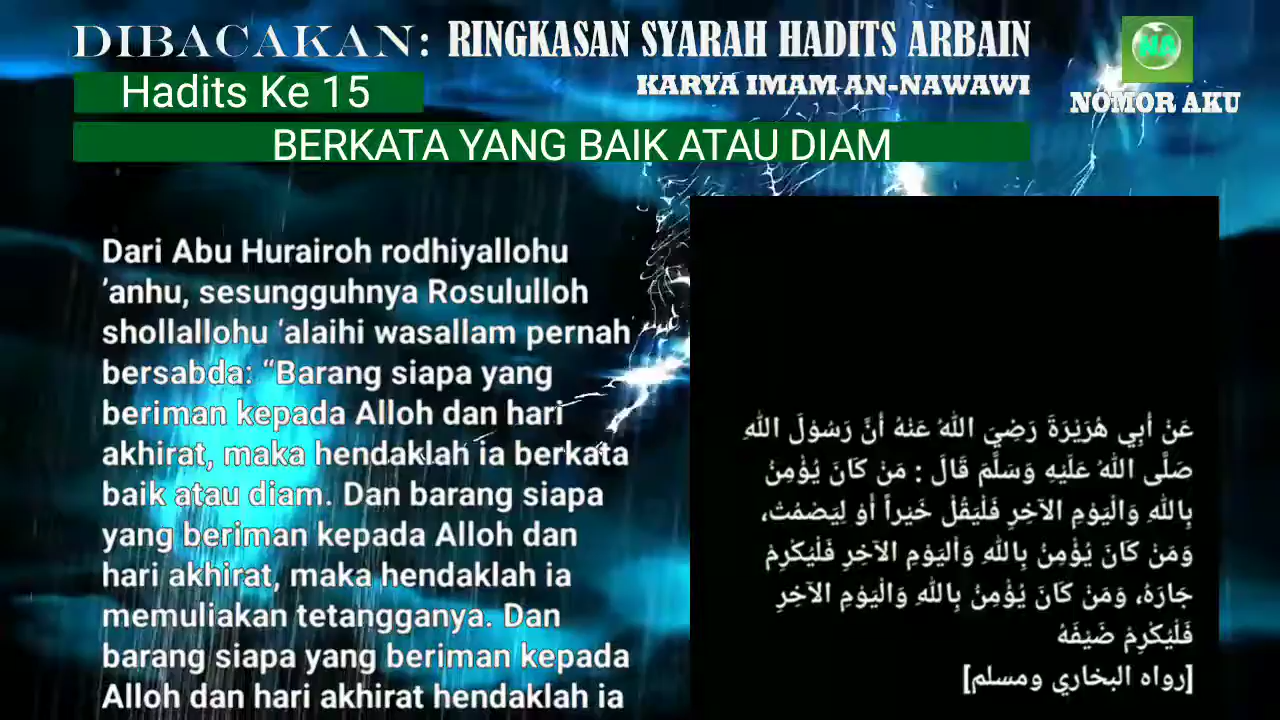 DIBACAKAN: RINGKASAN SYARAH HADITS ARBAIN
KARYA IMAM AN-NAWAWI
NA
NOMOR AKU
Hadits Ke 15
BERKATA YANG BAIK ATAU DIAM
Dari Abu Hurairoh rodhiyallohu
’anhu, sesungguhnya Rosululloh
shollallohu ‘alaihi wasallam pernah
bersabda: “Barang siapa yang
beriman kepada Alloh dan hari
akhirat, maka hendaklah ia berkata
baik atau diam. Dan barang siapa
yang beriman kepada Alloh dan
hari akhirat, maka hendaklah ia
memuliakan tetangganya. Dan
barang siapa yang beriman kepada
Alloh dan hari akhirat hendaklah ia
عَنْ أَبِي هُرَيْرَةَ رَضِيَ اللهُ عَنْهُ أَنَّ رَسُوْلَ اللهِ
صَلَّى اللهُ عَلَيْهِ وَسَلَّمَ قَالَ : مَنْ كَانَ يُؤْمِنُ
بِاللهِ وَالْيَوْمِ الآخِرِ فَلْيَقُلْ خَيْراً أَوْ لِيَصْمُتْ،
وَمَنْ كَانَ يُؤْمِنُ بِاللهِ وَالْيَوْمِ الآخِرِ فَلْيُكْرِمْ
جَارَهُ، وَمَنْ كَانَ يُؤْمِنُ بِاللهِ وَالْيَوْمِ الآخِرِ
فَلْيُكْرِمْ ضَيْفَهُ
[رواه البخاري ومسلم]